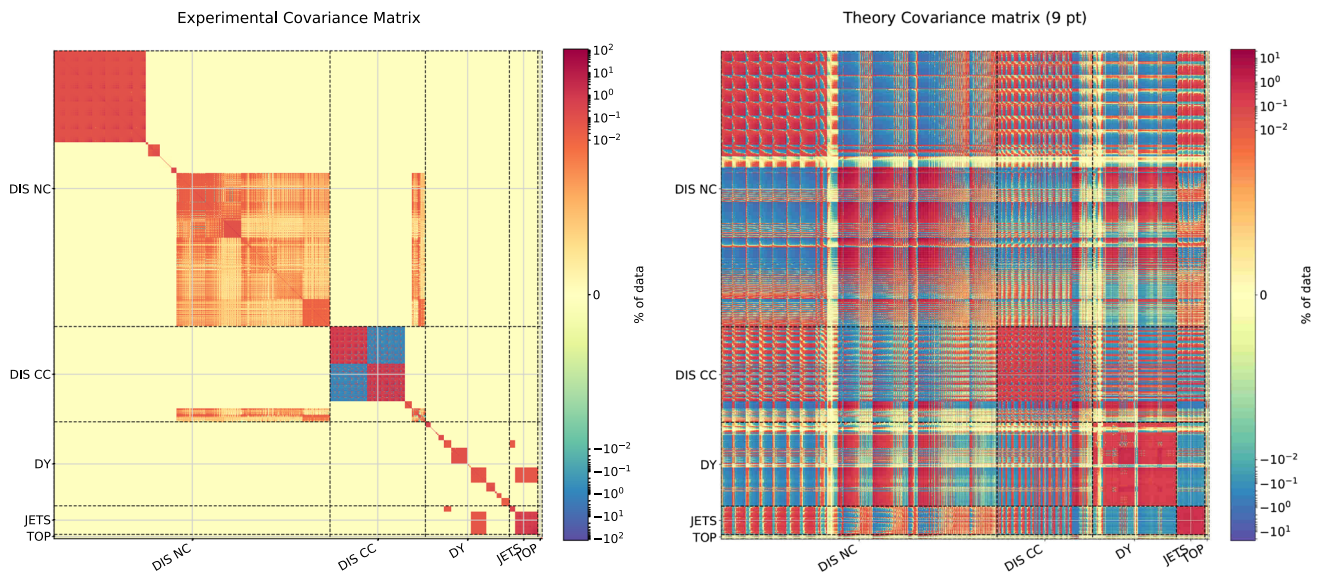 Experimental Covariance Matrix
DIS NC
DIS CC
DY
JETS
TOP
DIS NC
DIS CC
DY
JETS
TOP
10²
10¹
10⁰
10⁻¹
10⁻²
0
−10⁻²
−10⁻¹
−10⁰
−10¹
−10²
% of data
Theory Covariance matrix (9 pt)
DIS NC
DIS CC
DY
JETS
TOP
DIS NC
DIS CC
DY
JETS
TOP
10¹
10⁰
10⁻¹
10⁻²
0
−10⁻²
−10⁻¹
−10⁰
−10¹
% of data